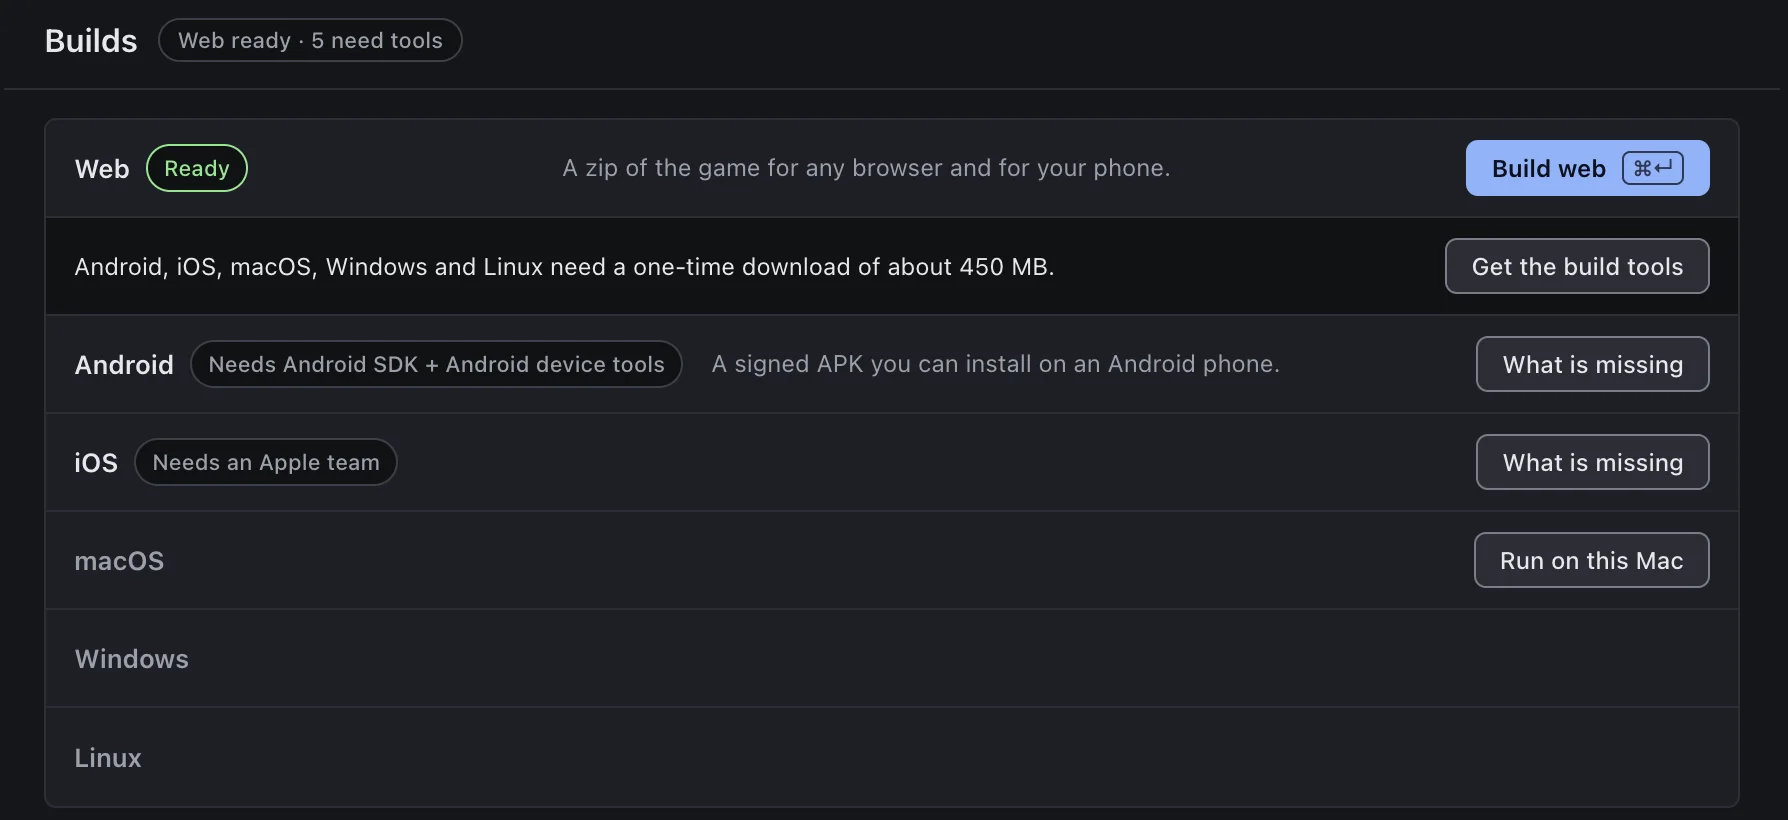 Builds Web ready · 5 need tools
Web Ready A zip of the game for any browser and for your phone. Build web ⌘↵
Android, iOS, macOS, Windows and Linux need a one-time download of about 450 MB. Get the build tools
Android Needs Android SDK + Android device tools A signed APK you can install on an Android phone. What is missing
iOS Needs an Apple team What is missing
macOS Run on this Mac
Windows
Linux